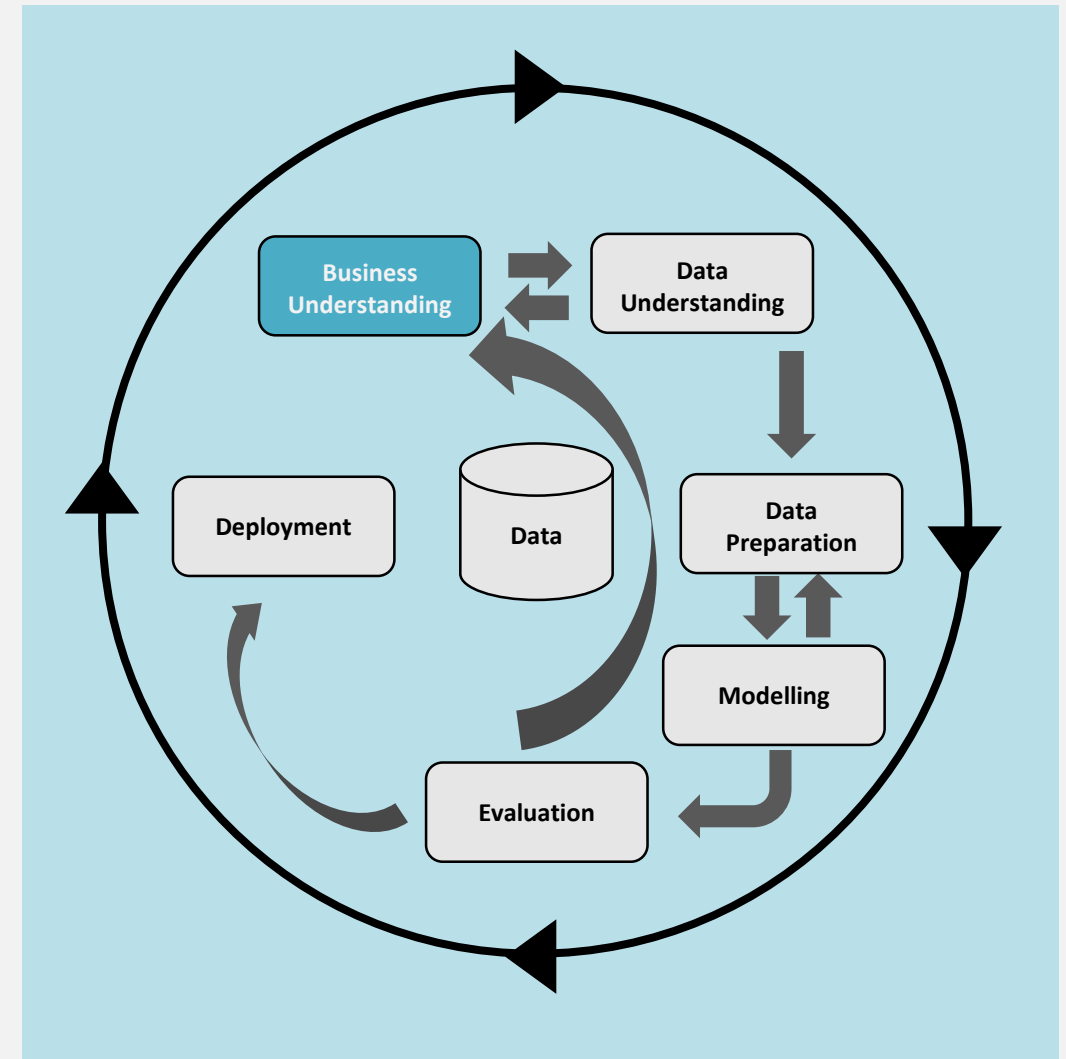 Business
Understanding
Data
Understanding
Deployment
Data
Data
Preparation
Modelling
Evaluation